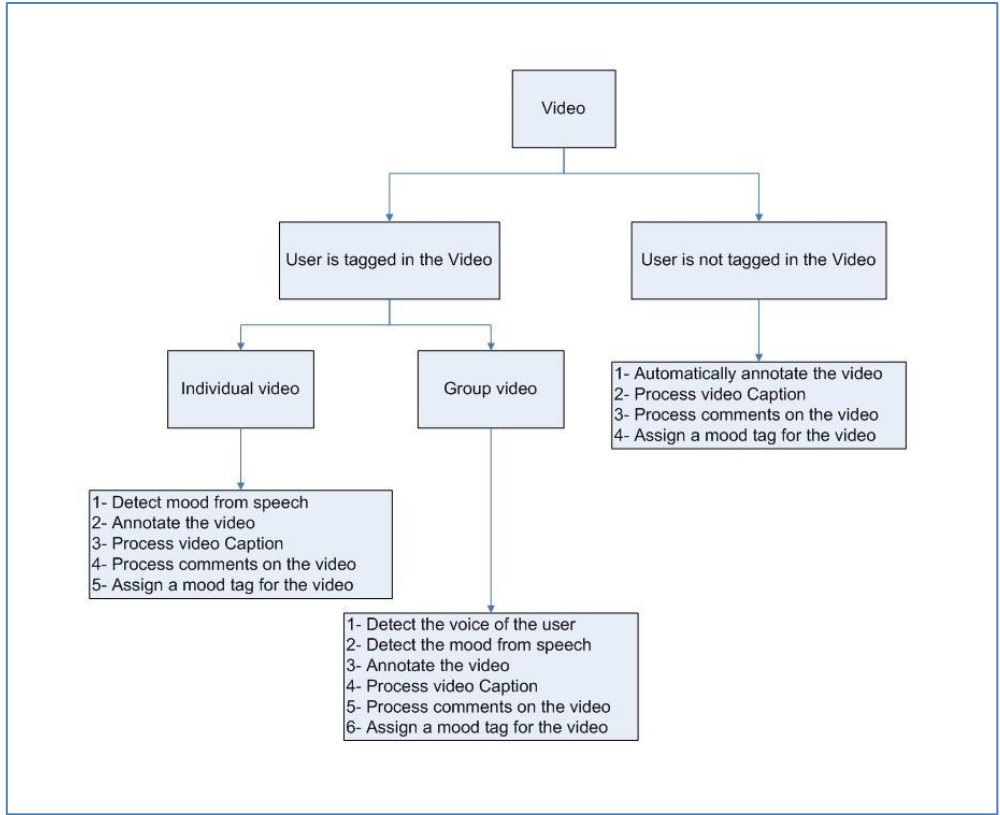 Video
User is tagged in the Video
User is not tagged in the Video
Individual video
Group video
1- Automatically annotate the video
2- Process video Caption
3- Process comments on the video
4- Assign a mood tag for the video
1- Detect mood from speech
2- Annotate the video
3- Process video Caption
4- Process comments on the video
5- Assign a mood tag for the video
1- Detect the voice of the user
2- Detect the mood from speech
3- Annotate the video
4- Process video Caption
5- Process comments on the video
6- Assign a mood tag for the video